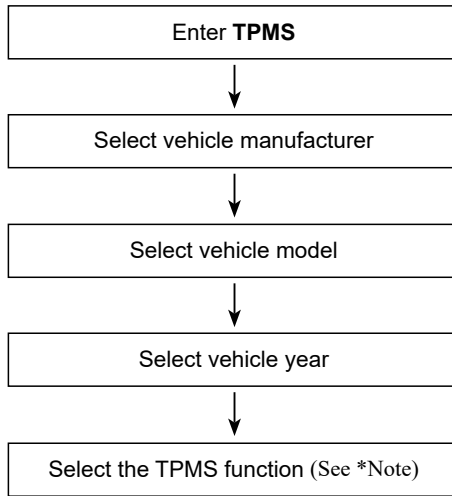 Enter TPMS
Select vehicle manufacturer
Select vehicle model
Select vehicle year
Select the TPMS function (See *Note)